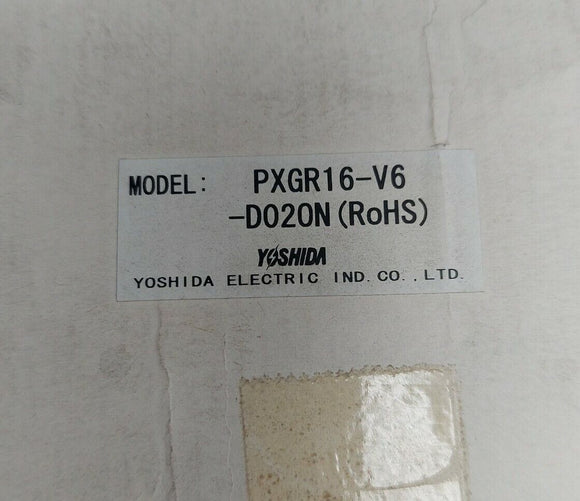 MODEL: PXGR16-V6
-D020N(RoHS)
YOSHIDA
YOSHIDA ELECTRIC IND.CO.,LTD.